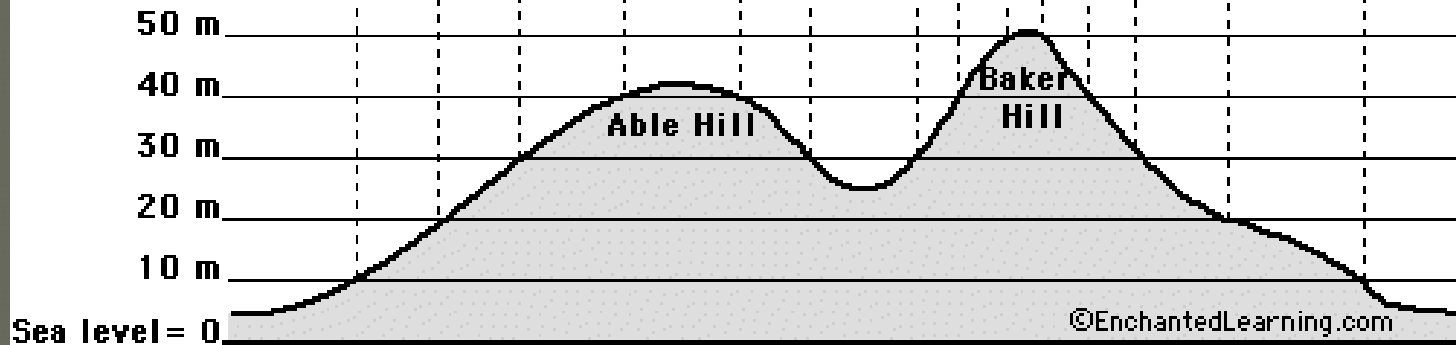 50 m
40 m
Baker
Hill
Able Hill
30 m
20 m
10 m
©EnchantedLearning.com
Sea level= 0